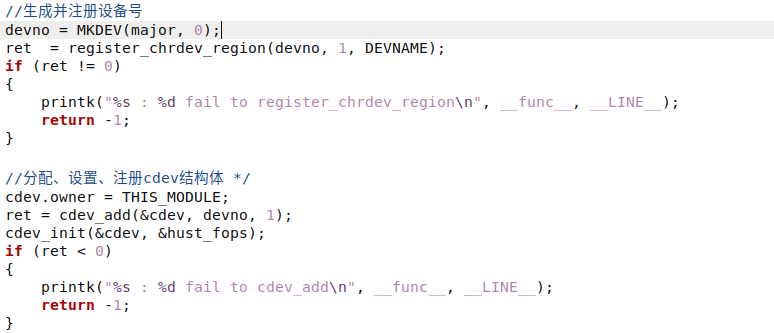 //生成并注册设备号
devno = MKDEV(major, 0);
ret  = register_chrdev_region(devno, 1, DEVNAME);
if (ret != 0)
{
    printk("%s : %d fail to register_chrdev_region\n", __func__, __LINE__);
    return -1;
}

//分配、设置、注册cdev结构体 */
cdev.owner = THIS_MODULE;
ret = cdev_add(&cdev, devno, 1);
cdev_init(&cdev, &hust_fops);
if (ret < 0)
{
    printk("%s : %d fail to cdev_add\n", __func__, __LINE__);
    return -1;
}